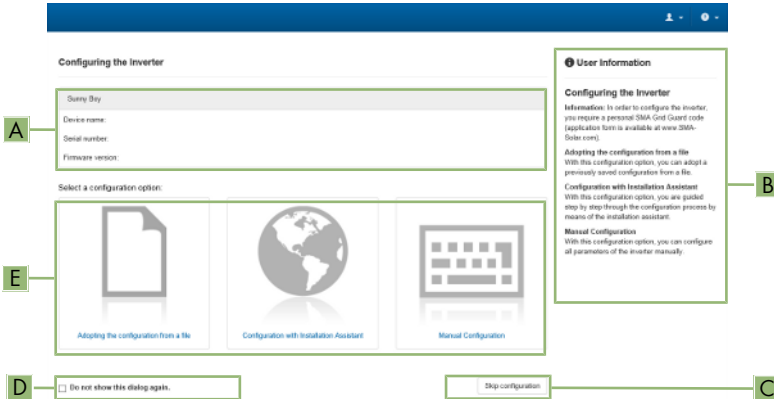 Configuring the Inverter
A
Sunny Boy
Device name:
Serial number:
Firmware version:
Select a configuration option:
E
Adopting the configuration from a file
Configuration with Installation Assistant
Manual Configuration
D
Do not show this dialog again.
Skip configuration
C
User Information
Configuring the Inverter
Information: In order to configure the inverter,
you require a personal SMA Grid Guard code
(application form is available at www.SMA-
Solar.com).
Adopting the configuration from a file
With this configuration option, you can adopt a
previously saved configuration from a file.
Configuration with Installation Assistant
With this configuration option, you are guided
step by step through the configuration process by
means of the installation assistant.
Manual Configuration
With this configuration option, you can configure
all parameters of the inverter manually.
B